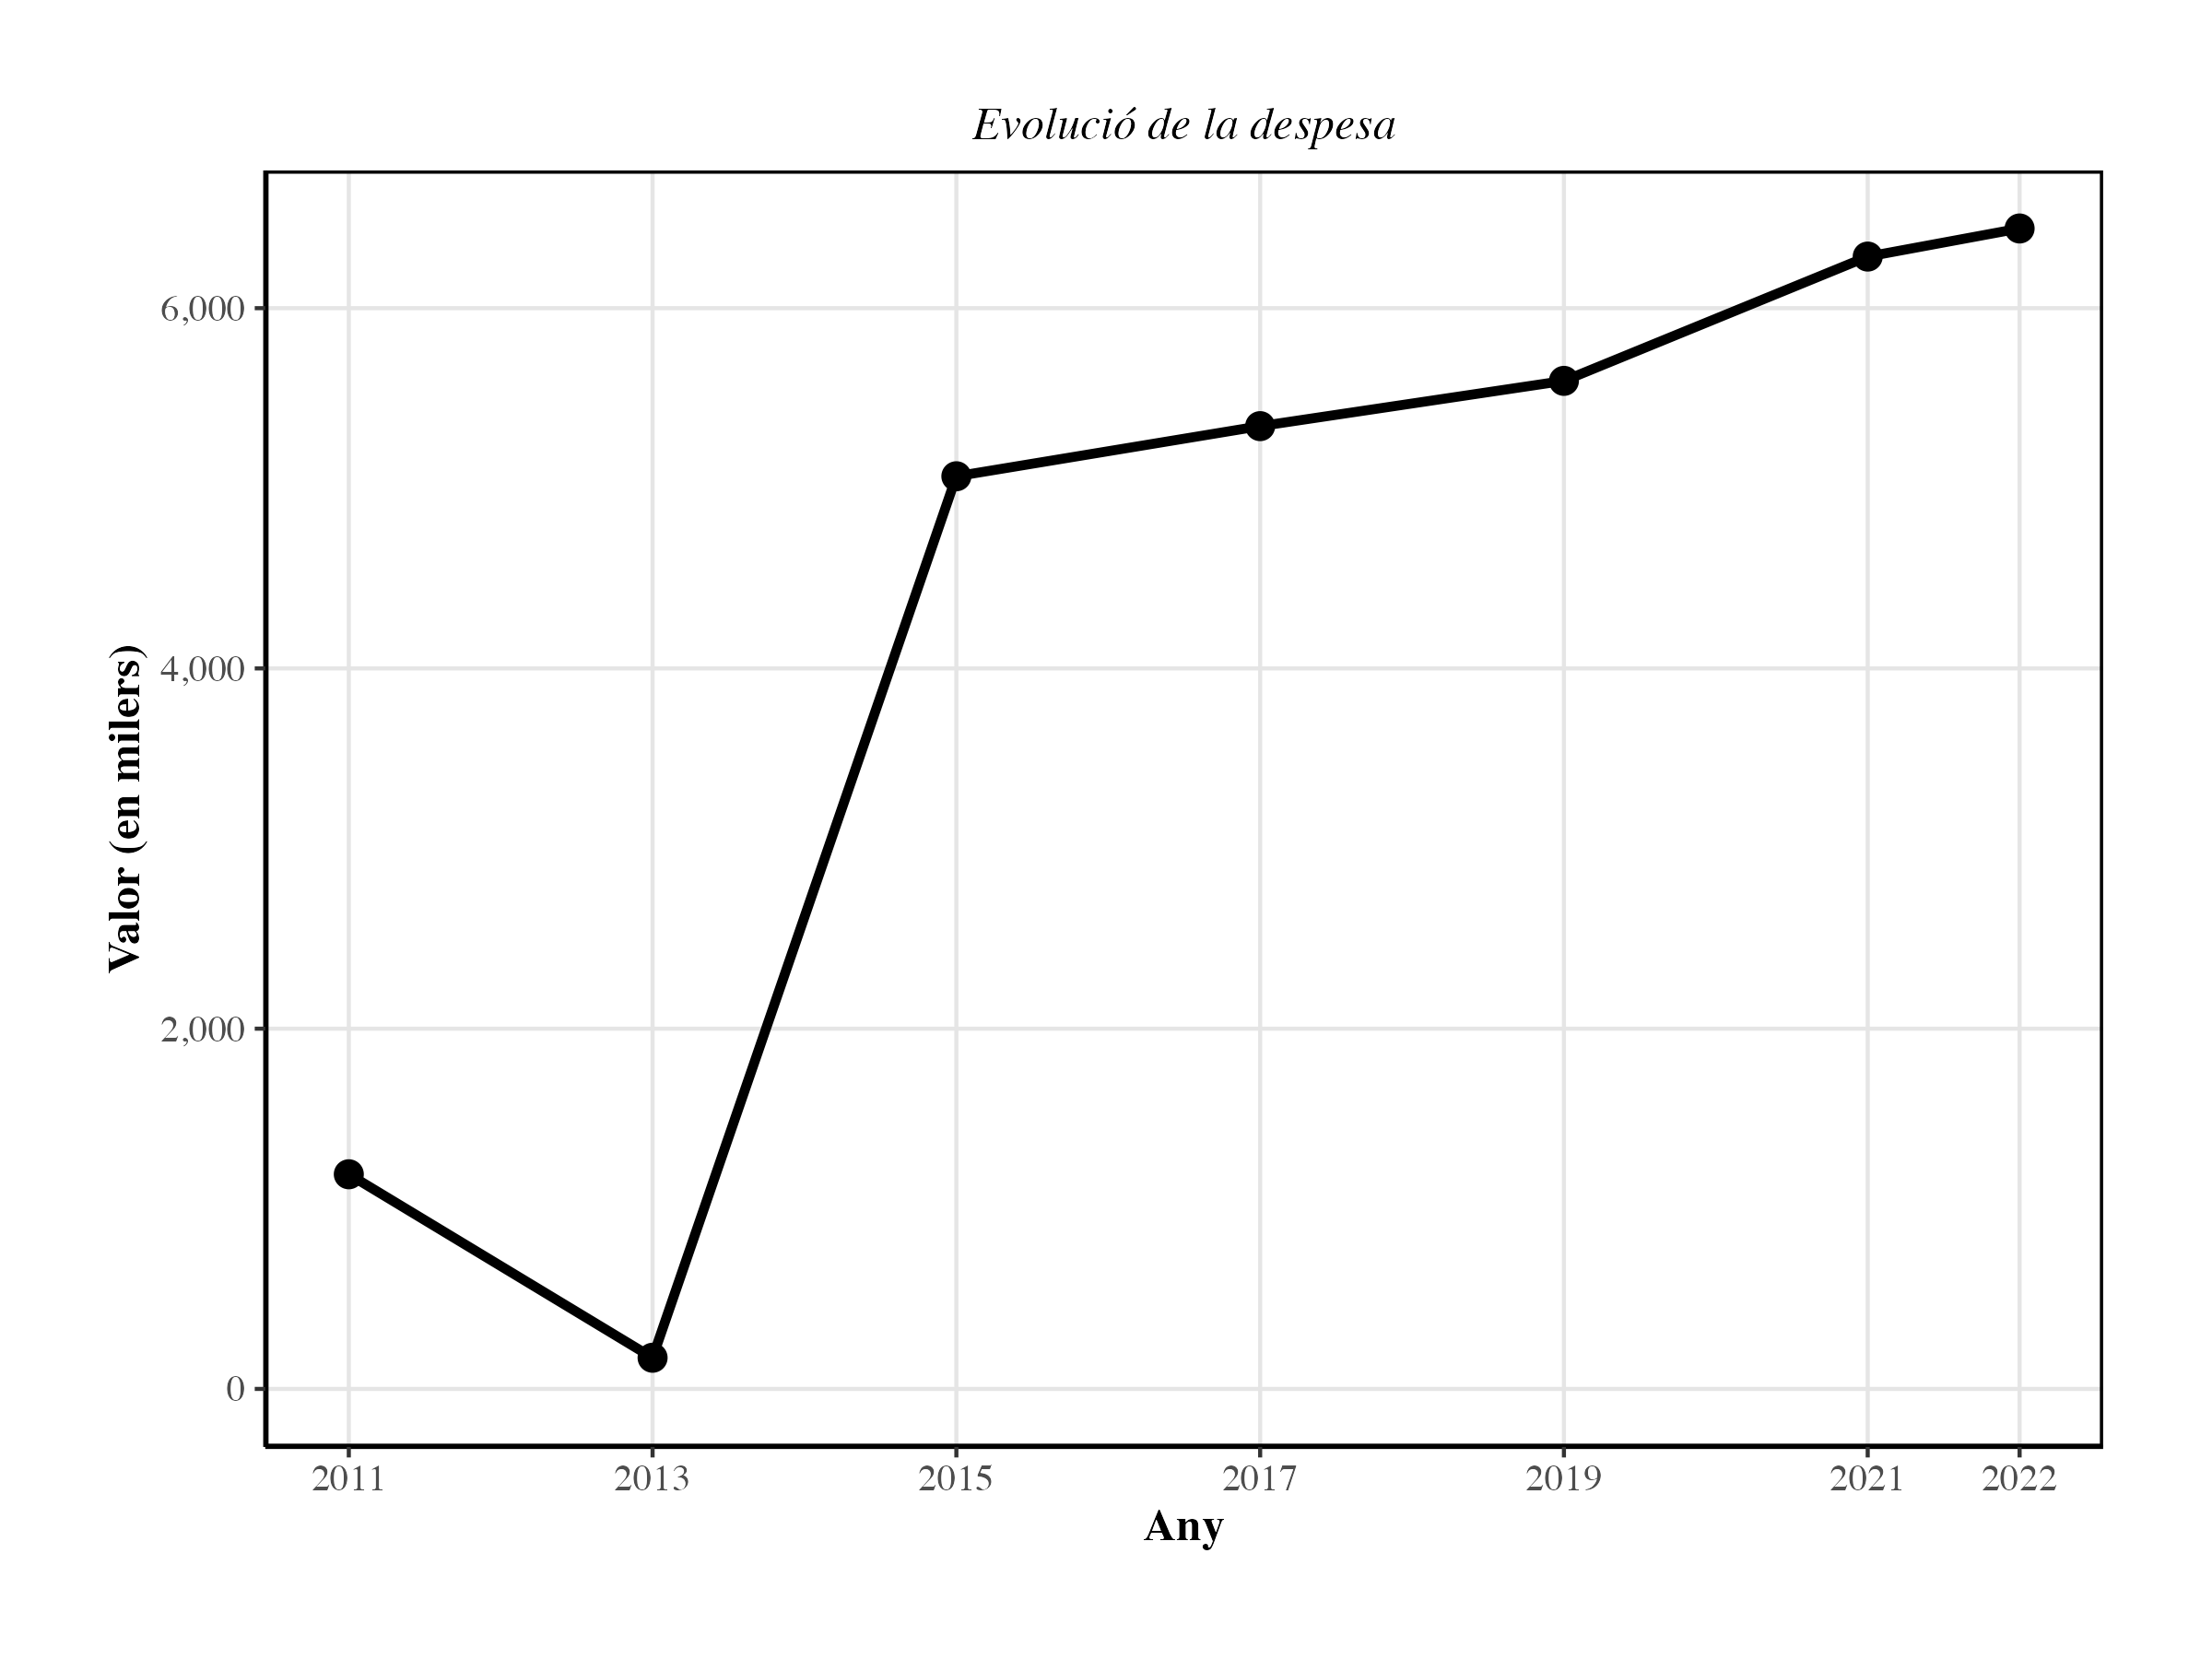 Evolució de la despesa
Valor (en milers)
6,000
4,000
2,000
0
2011 2013 2015 2017 2019 2021 2022
Any